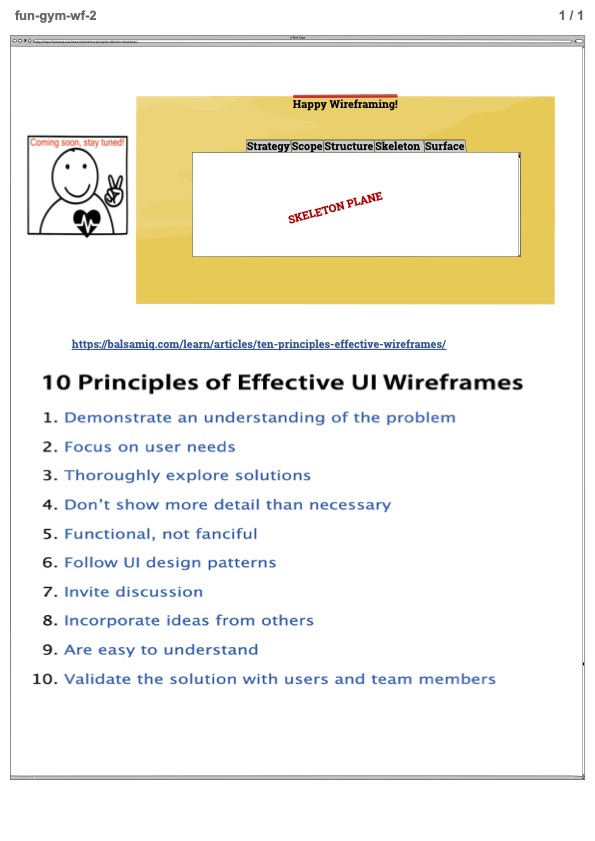 fun-gym-wf-2
1 / 1
Happy Wireframing!
Coming soon, stay tuned!
Strategy Scope Structure Skeleton Surface
SKELETON PLANE
https://balsamiq.com/learn/articles/ten-principles-effective-wireframes/
10 Principles of Effective UI Wireframes
1. Demonstrate an understanding of the problem
2. Focus on user needs
3. Thoroughly explore solutions
4. Don't show more detail than necessary
5. Functional, not fanciful
6. Follow UI design patterns
7. Invite discussion
8. Incorporate ideas from others
9. Are easy to understand
10. Validate the solution with users and team members